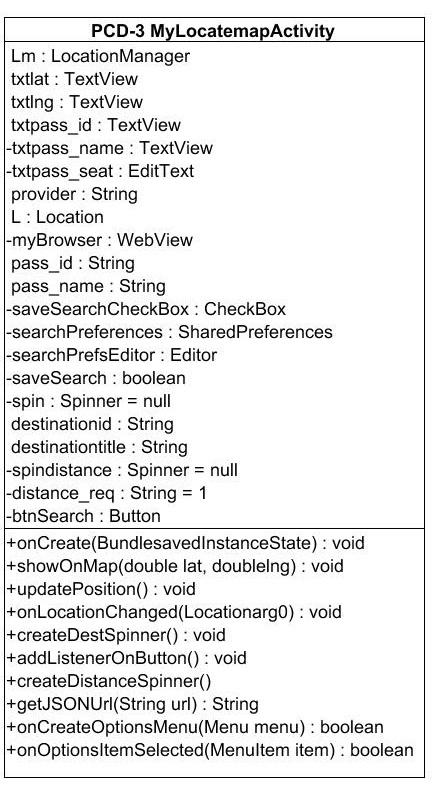 PCD-3 MyLocatemapActivity
Lm : LocationManager
txtlat : TextView
txtlng : TextView
txtpass_id : TextView
-txtpass_name : TextView
-txtpass_seat : EditText
provider : String
L : Location
-myBrowser : WebView
pass_id : String
pass_name : String
-saveSearchCheckBox : CheckBox
-searchPreferences : SharedPreferences
-searchPrefsEditor : Editor
-saveSearch : boolean
-spin : Spinner = null
destinationid : String
destinationtitle : String
-spindistance : Spinner = null
-distance_req : String = 1
-btnSearch : Button
+onCreate(BundlesavedInstanceState) : void
+showOnMap(double lat, doublelng) : void
+updatePosition() : void
+onLocationChanged(Locationarg0) : void
+createDestSpinner() : void
+addListenerOnButton() : void
+createDistanceSpinner()
+getJSONUrl(String url) : String
+onCreateOptionsMenu(Menu menu) : boolean
+onOptionsItemSelected(MenuItem item) : boolean